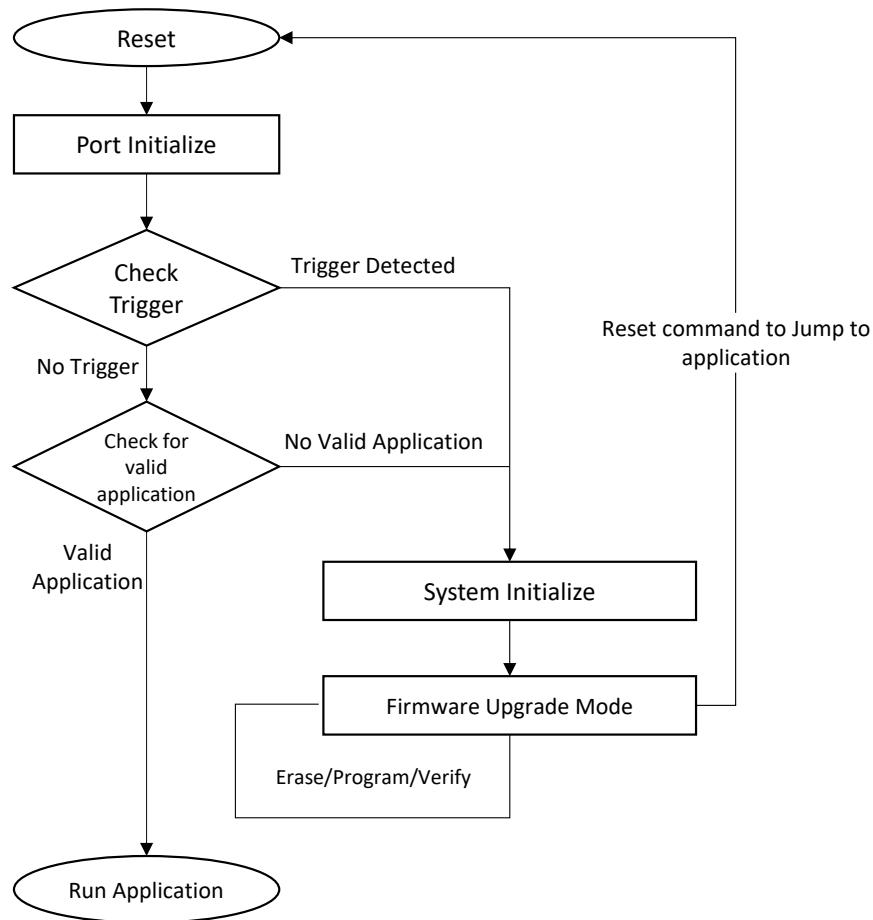 Reset
Port Initialize
Check
Trigger
Trigger Detected
Reset command to Jump to
application
No Trigger
Check for
valid
application
No Valid Application
Valid
Application
System Initialize
Firmware Upgrade Mode
Erase/Program/Verify
Run Application